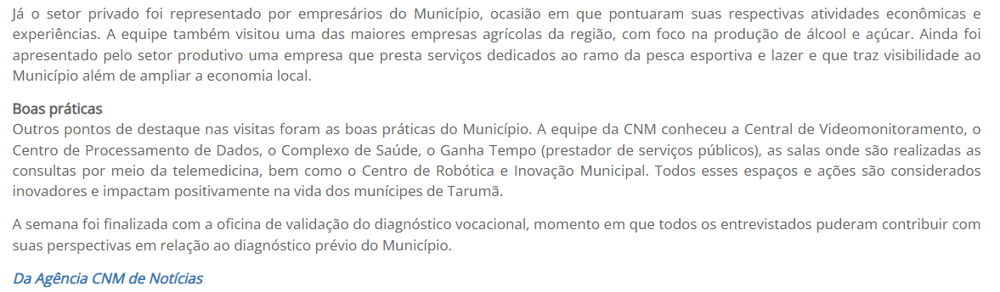 Já o setor privado foi representado por empresários do Município, ocasião em que pontuaram suas respectivas atividades econômicas e
experiências. A equipe também visitou uma das maiores empresas agrícolas da região, com foco na produção de álcool e açúcar. Ainda foi
apresentado pelo setor produtivo uma empresa que presta serviços dedicados ao ramo da pesca esportiva e lazer e que traz visibilidade ao
Município além de ampliar a economia local.
Boas práticas
Outros pontos de destaque nas visitas foram as boas práticas do Município. A equipe da CNM conheceu a Central de Videomonitoramento, o
Centro de Processamento de Dados, o Complexo de Saúde, o Ganha Tempo (prestador de serviços públicos), as salas onde são realizadas as
consultas por meio da telemedicina, bem como o Centro de Robótica e Inovação Municipal. Todos esses espaços e ações são considerados
inovadores e impactam positivamente na vida dos munícipes de Tarumã.
A semana foi finalizada com a oficina de validação do diagnóstico vocacional, momento em que todos os entrevistados puderam contribuir com
suas perspectivas em relação ao diagnóstico prévio do Município.
Da Agência CNM de Notícias